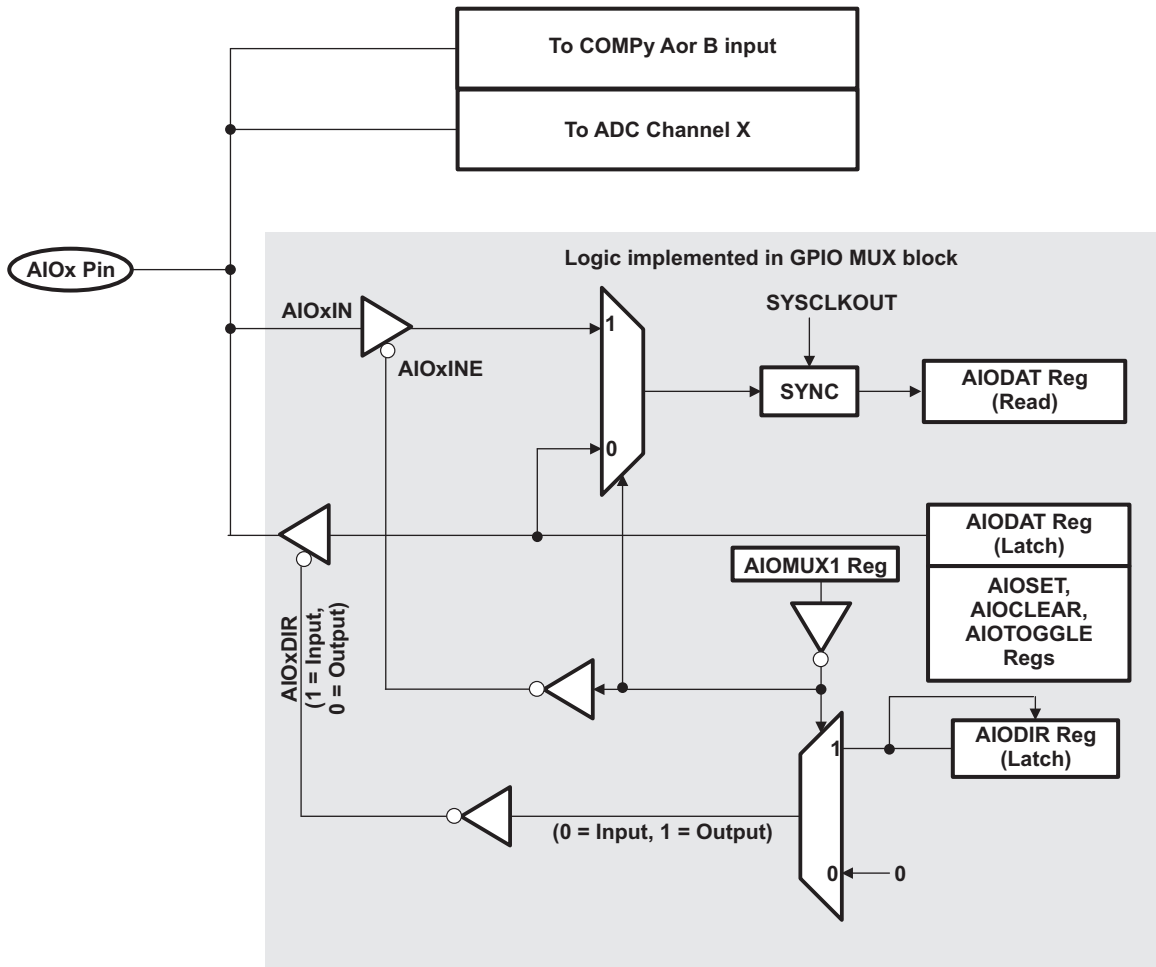 To COMPy Aor B input
To ADC Channel X
AIOx Pin
Logic implemented in GPIO MUX block
AIOxIN
1
SYSCLKOUT
AIOxINE
SYNC
AIODAT Reg
(Read)
0
AIODAT Reg
(Latch)
AIOMUX1 Reg
AIOSET,
AIOCLEAR,
AIOTOGGLE
Regs
AIOxDIR
(1 = Input,
0 = Output)
1
AIODIR Reg
(Latch)
(0 = Input, 1 = Output)
0
0